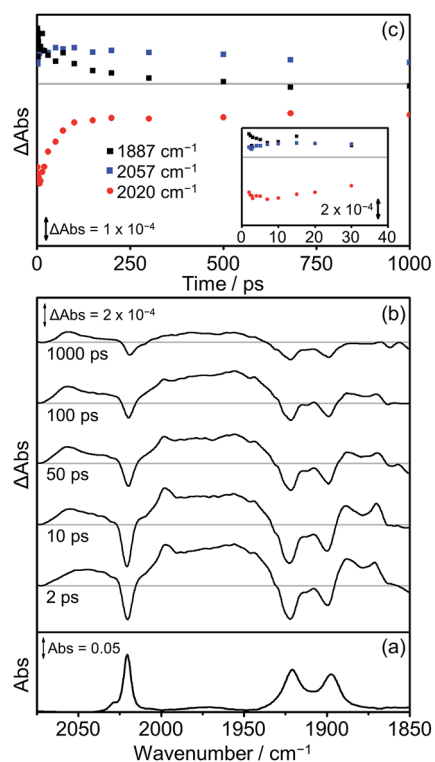 (c)
ΔAbs
1887 cm⁻¹
2057 cm⁻¹
2020 cm⁻¹
ΔAbs = 1 x 10⁻⁴
2 x 10⁻⁴
0 10 20 30 40
0 250 500 750 1000
Time / ps
(b)
ΔAbs = 2 x 10⁻⁴
1000 ps
100 ps
ΔAbs
50 ps
10 ps
2 ps
(a)
Abs = 0.05
Abs
2050 2000 1950 1900 1850
Wavenumber / cm⁻¹